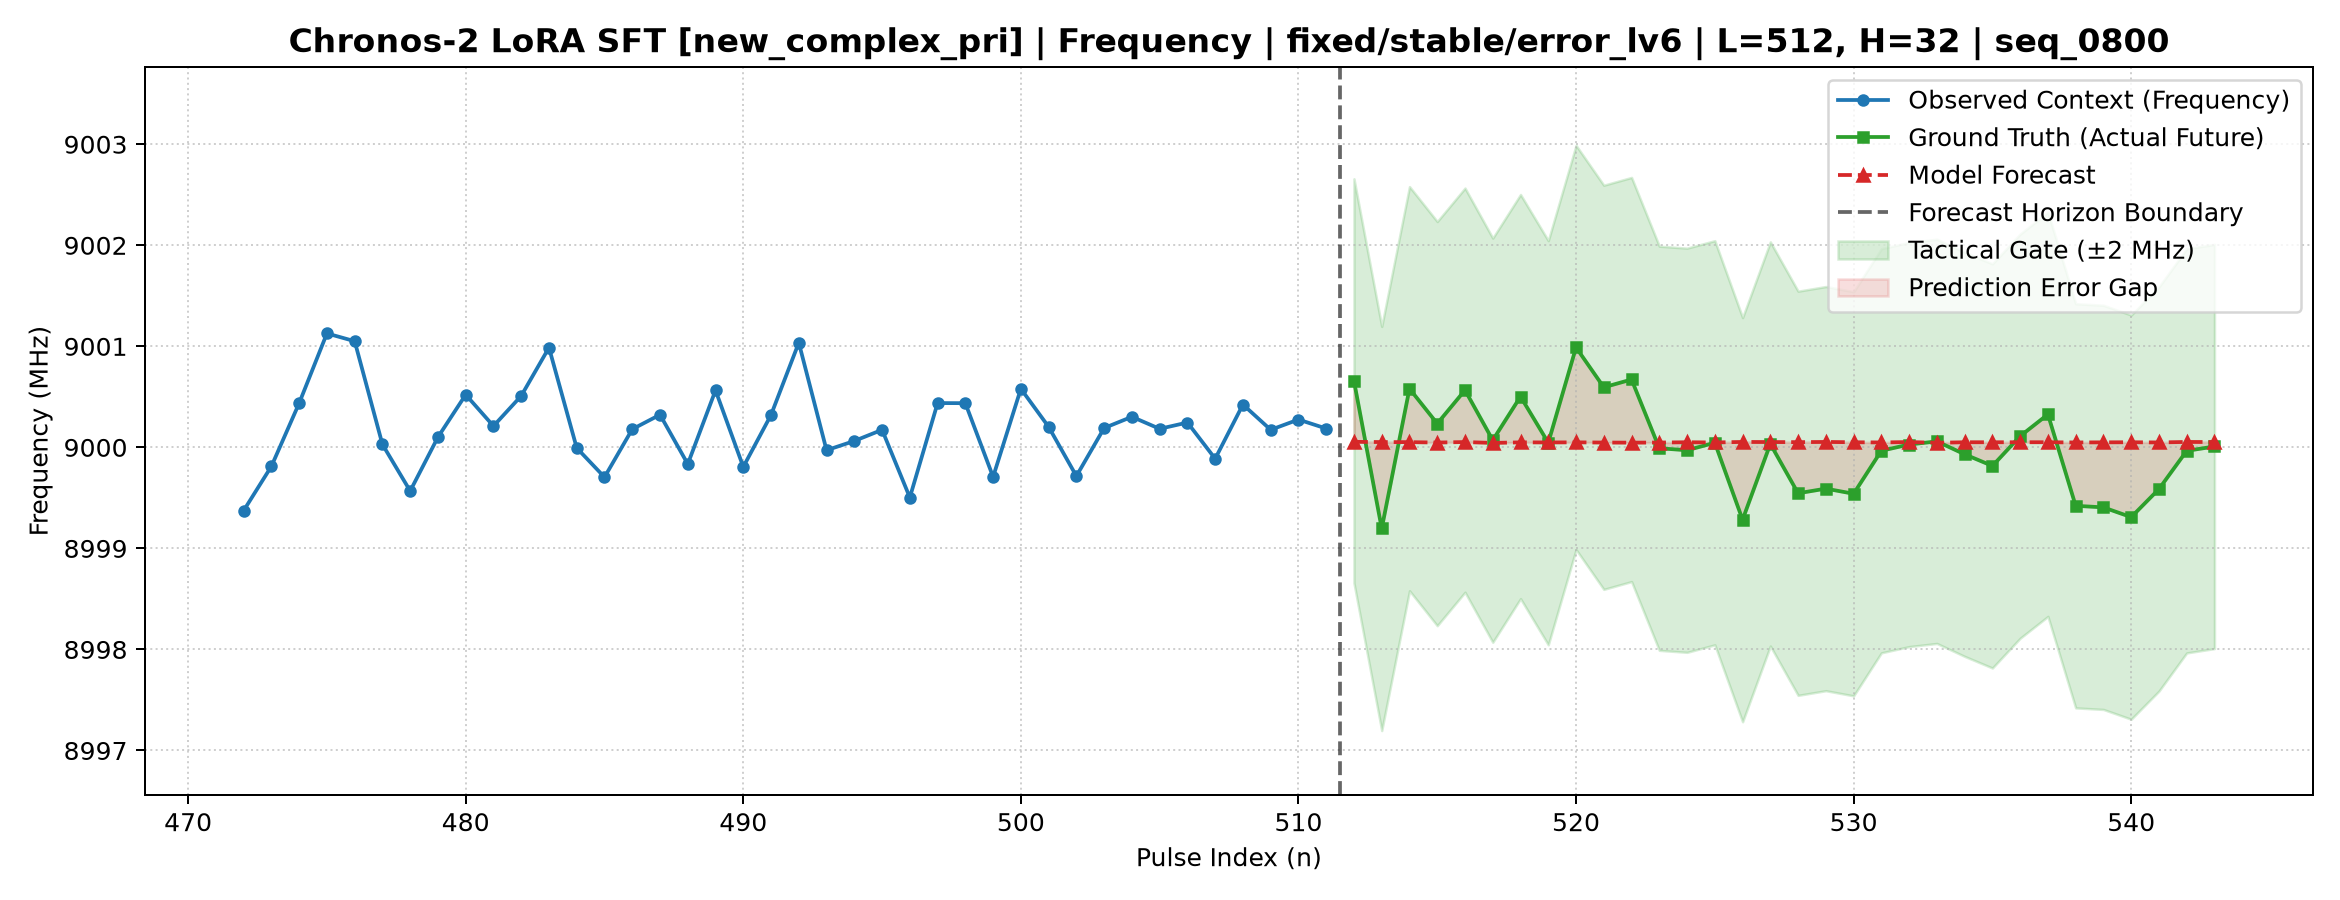 Chronos-2 LoRA SFT [new_complex_pri] | Frequency | fixed/stable/error_lv6 | L=512, H=32 | seq_0800
Observed Context (Frequency)
Ground Truth (Actual Future)
Model Forecast
Forecast Horizon Boundary
Tactical Gate (±2 MHz)
Prediction Error Gap
Frequency (MHz)
9003
9002
9001
9000
8999
8998
8997
470 480 490 500 510 520 530 540
Pulse Index (n)